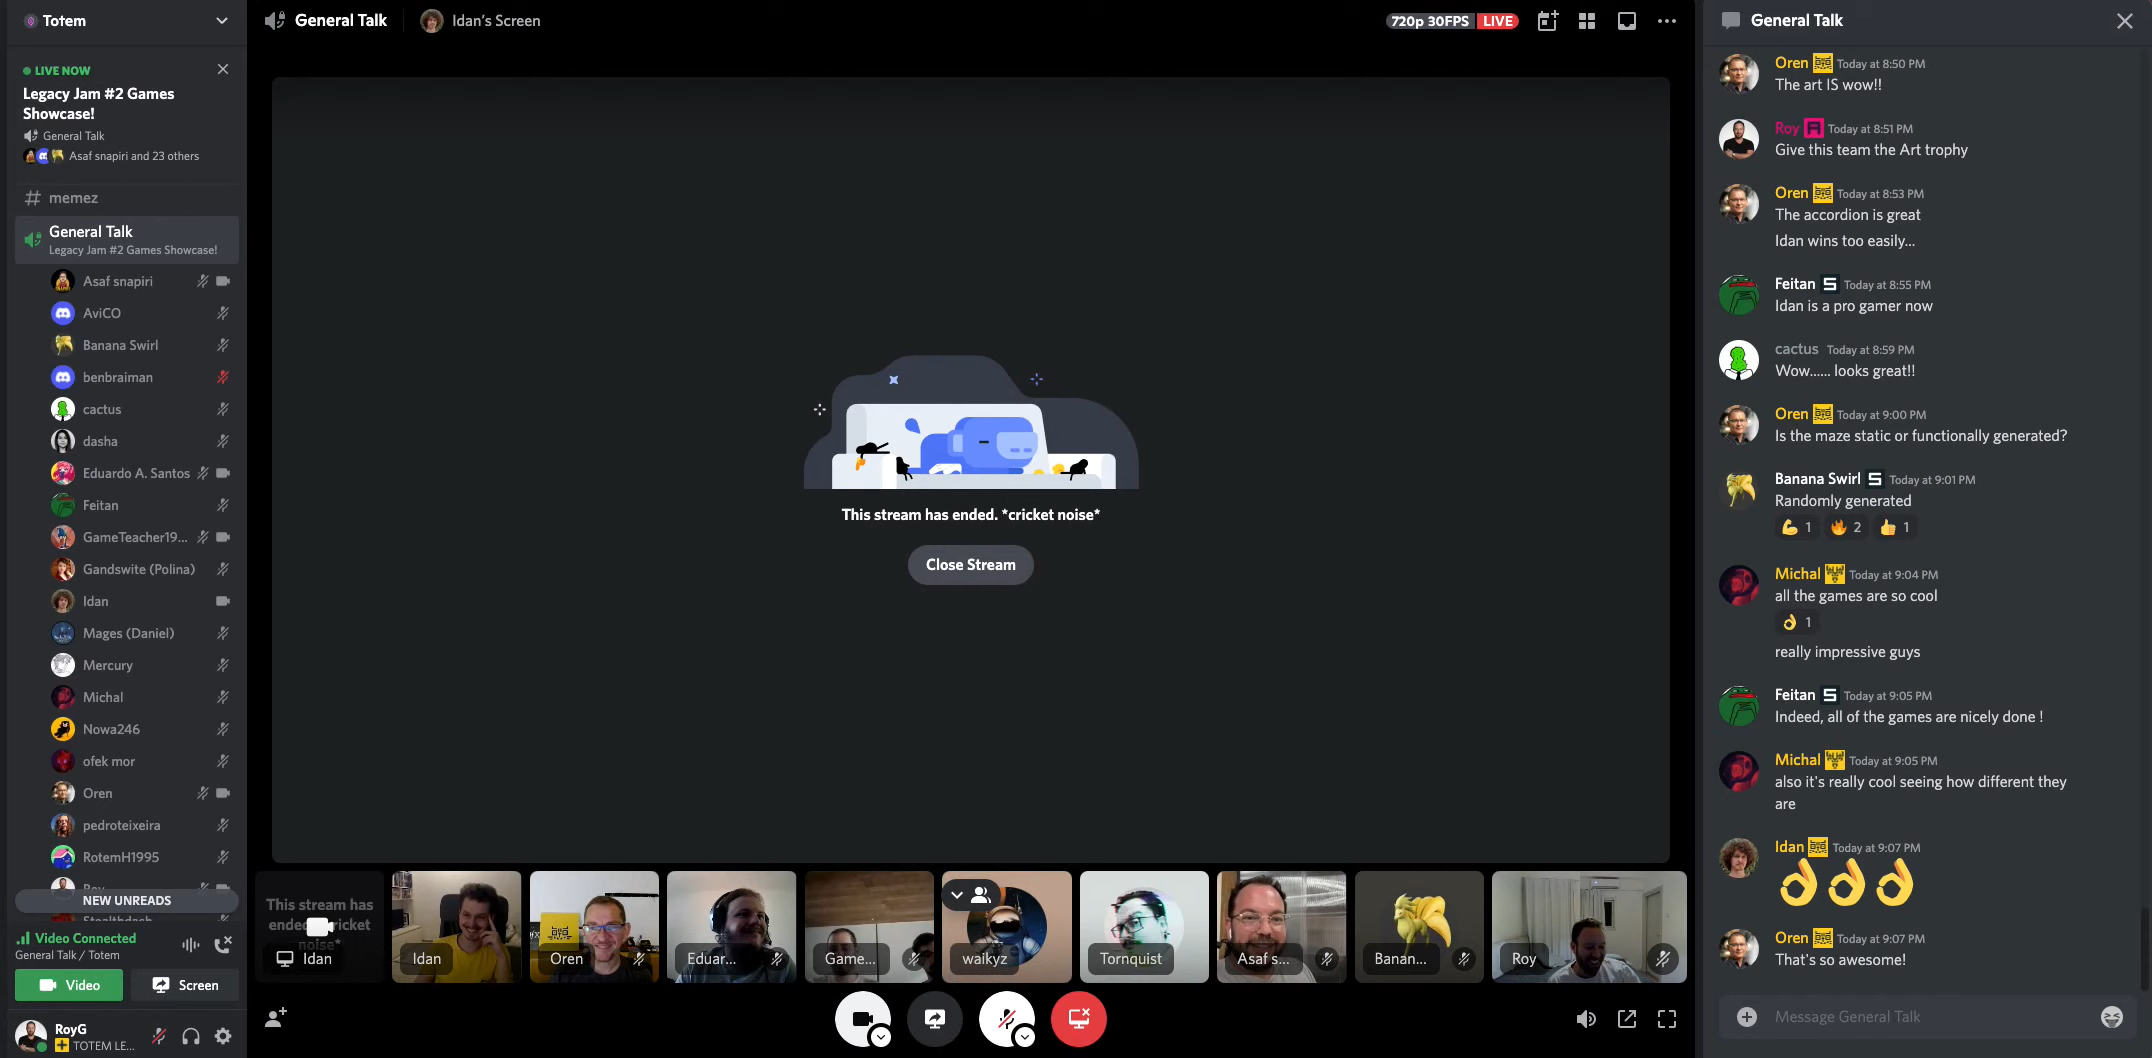 Totem
LIVE NOW
Legacy Jam #2 Games
Showcase!
General Talk
Asaf snapiri and 23 others
memez
General Talk
Legacy Jam #2 Games Showcase!
Asaf snapiri
AviCO
Banana Swirl
benbraiman
cactus
dasha
Eduardo A. Santos
Feitan
GameTeacher19...
Gandswite (Polina)
Idan
Mages (Daniel)
Mercury
Michal
Nowa246
ofek mor
Oren
pedroteixeira
RotemH1995
NEW UNREADS
Video Connected
General Talk / Totem
Video
Screen
RoyG
TOTEM LE...
General Talk
Idan's Screen
720p 30FPS LIVE
This stream has ended. *cricket noise*
Close Stream
This stream has
ended. *cricket
noise*
Idan
Idan
Oren
Eduar...
Game...
waikyz
Tornquist
Asaf s...
Banan...
Roy
General Talk
Oren Today at 8:50 PM
The art IS wow!!
Roy Today at 8:51 PM
Give this team the Art trophy
Oren Today at 8:53 PM
The accordion is great
Idan wins too easily...
Feitan Today at 8:55 PM
Idan is a pro gamer now
cactus Today at 8:59 PM
Wow...... looks great!!
Oren Today at 9:00 PM
Is the maze static or functionally generated?
Banana Swirl Today at 9:01 PM
Randomly generated
💪 1 🔥 2 👍 1
Michal Today at 9:04 PM
all the games are so cool
👌 1
really impressive guys
Feitan Today at 9:05 PM
Indeed, all of the games are nicely done !
Michal Today at 9:05 PM
also it's really cool seeing how different they
are
Idan Today at 9:07 PM
👌👌👌
Oren Today at 9:07 PM
That's so awesome!
Message General Talk